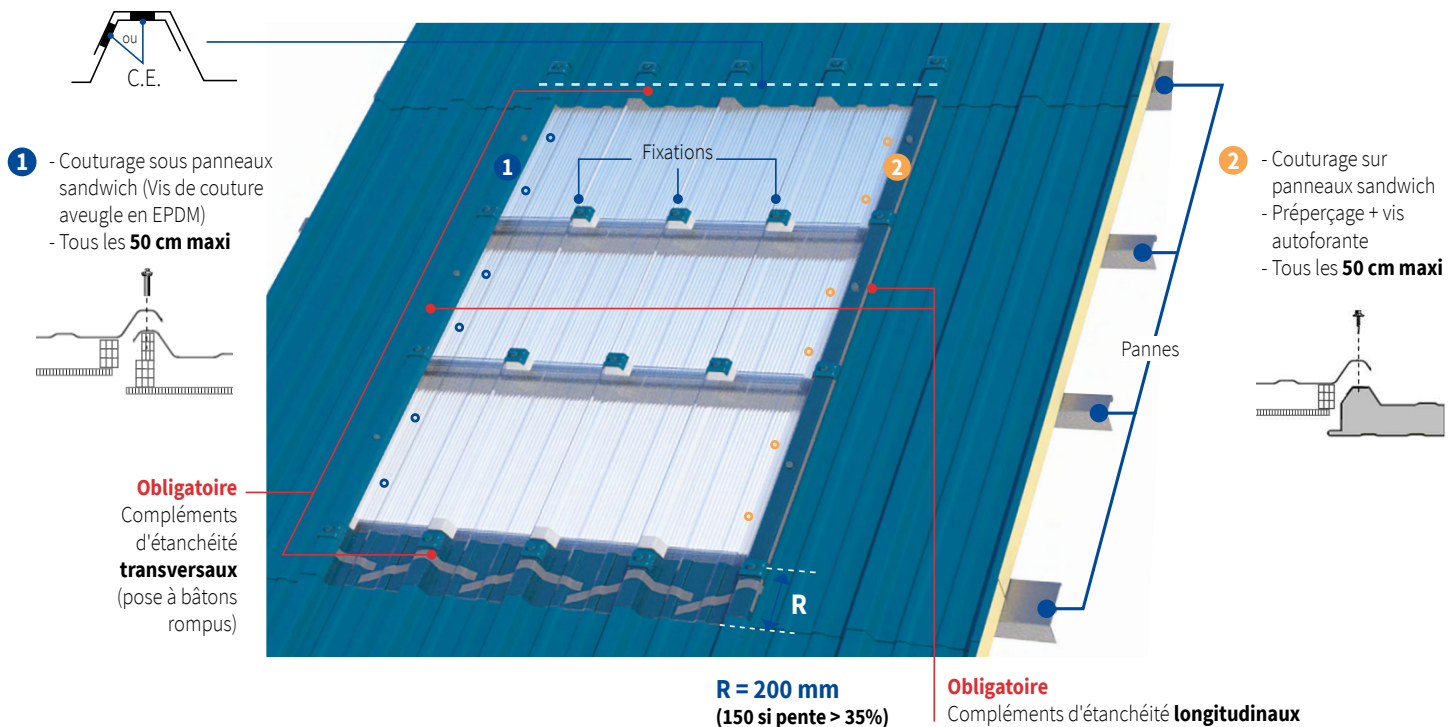 ou
C.E.
1
- Couturage sous panneaux
sandwich (Vis de couture
aveugle en EPDM)
- Tous les 50 cm maxi
1
Fixations
2
2
- Couturage sur
panneaux sandwich
- Préperçage + vis
autoforante
- Tous les 50 cm maxi
Pannes
Obligatoire
Compléments
d'étanchéité
transversaux
(pose à bâtons
rompus)
R
R = 200 mm
(150 si pente > 35%)
Obligatoire
Compléments d'étanchéité longitudinaux